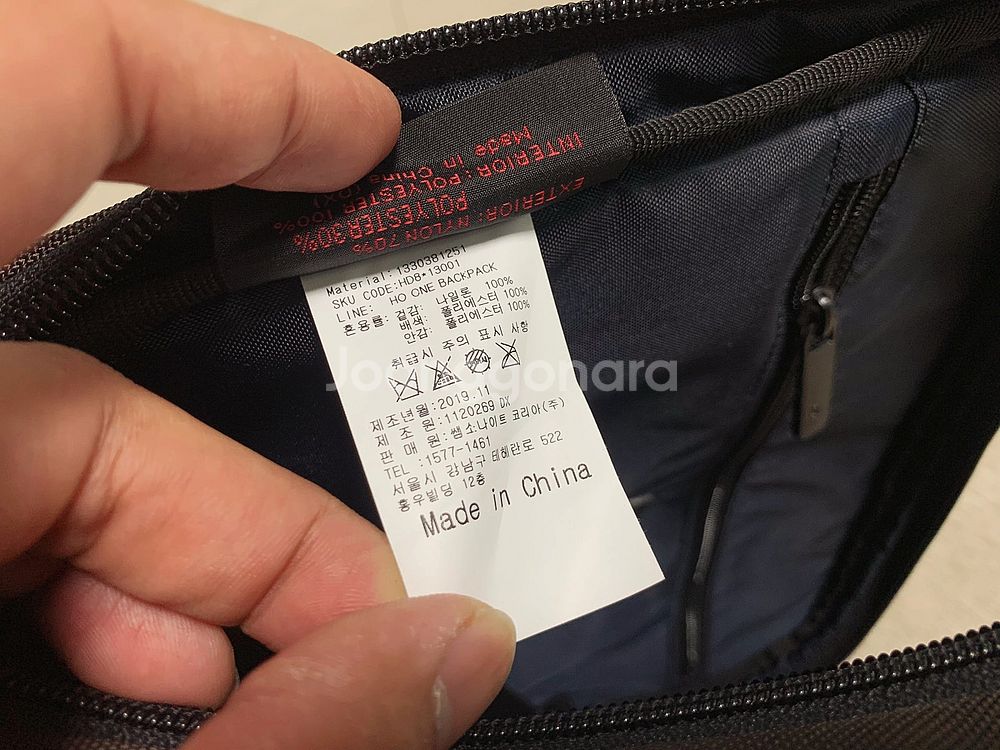 EXTERIOR: NYLON 70%
POLYESTER 30%
INTERIOR: POLYESTER 100%
Made in China (DX)
Material: 1330381251
SKU CODE:HD8*13001
LINE: HO ONE BACKPACK
혼용률: 겉감: 나일론 100%
배색: 폴리에스터 100%
안감: 폴리에스터 100%
취급시 주의 표시 사항
제조년월:2019.11
제 조 원:1120269 DX
판 매 원:쌤소나이트 코리아(주)
TEL :1577-1461
서울시 강남구 테헤란로 522
홍우빌딩 12층
Made in China
Joongonara